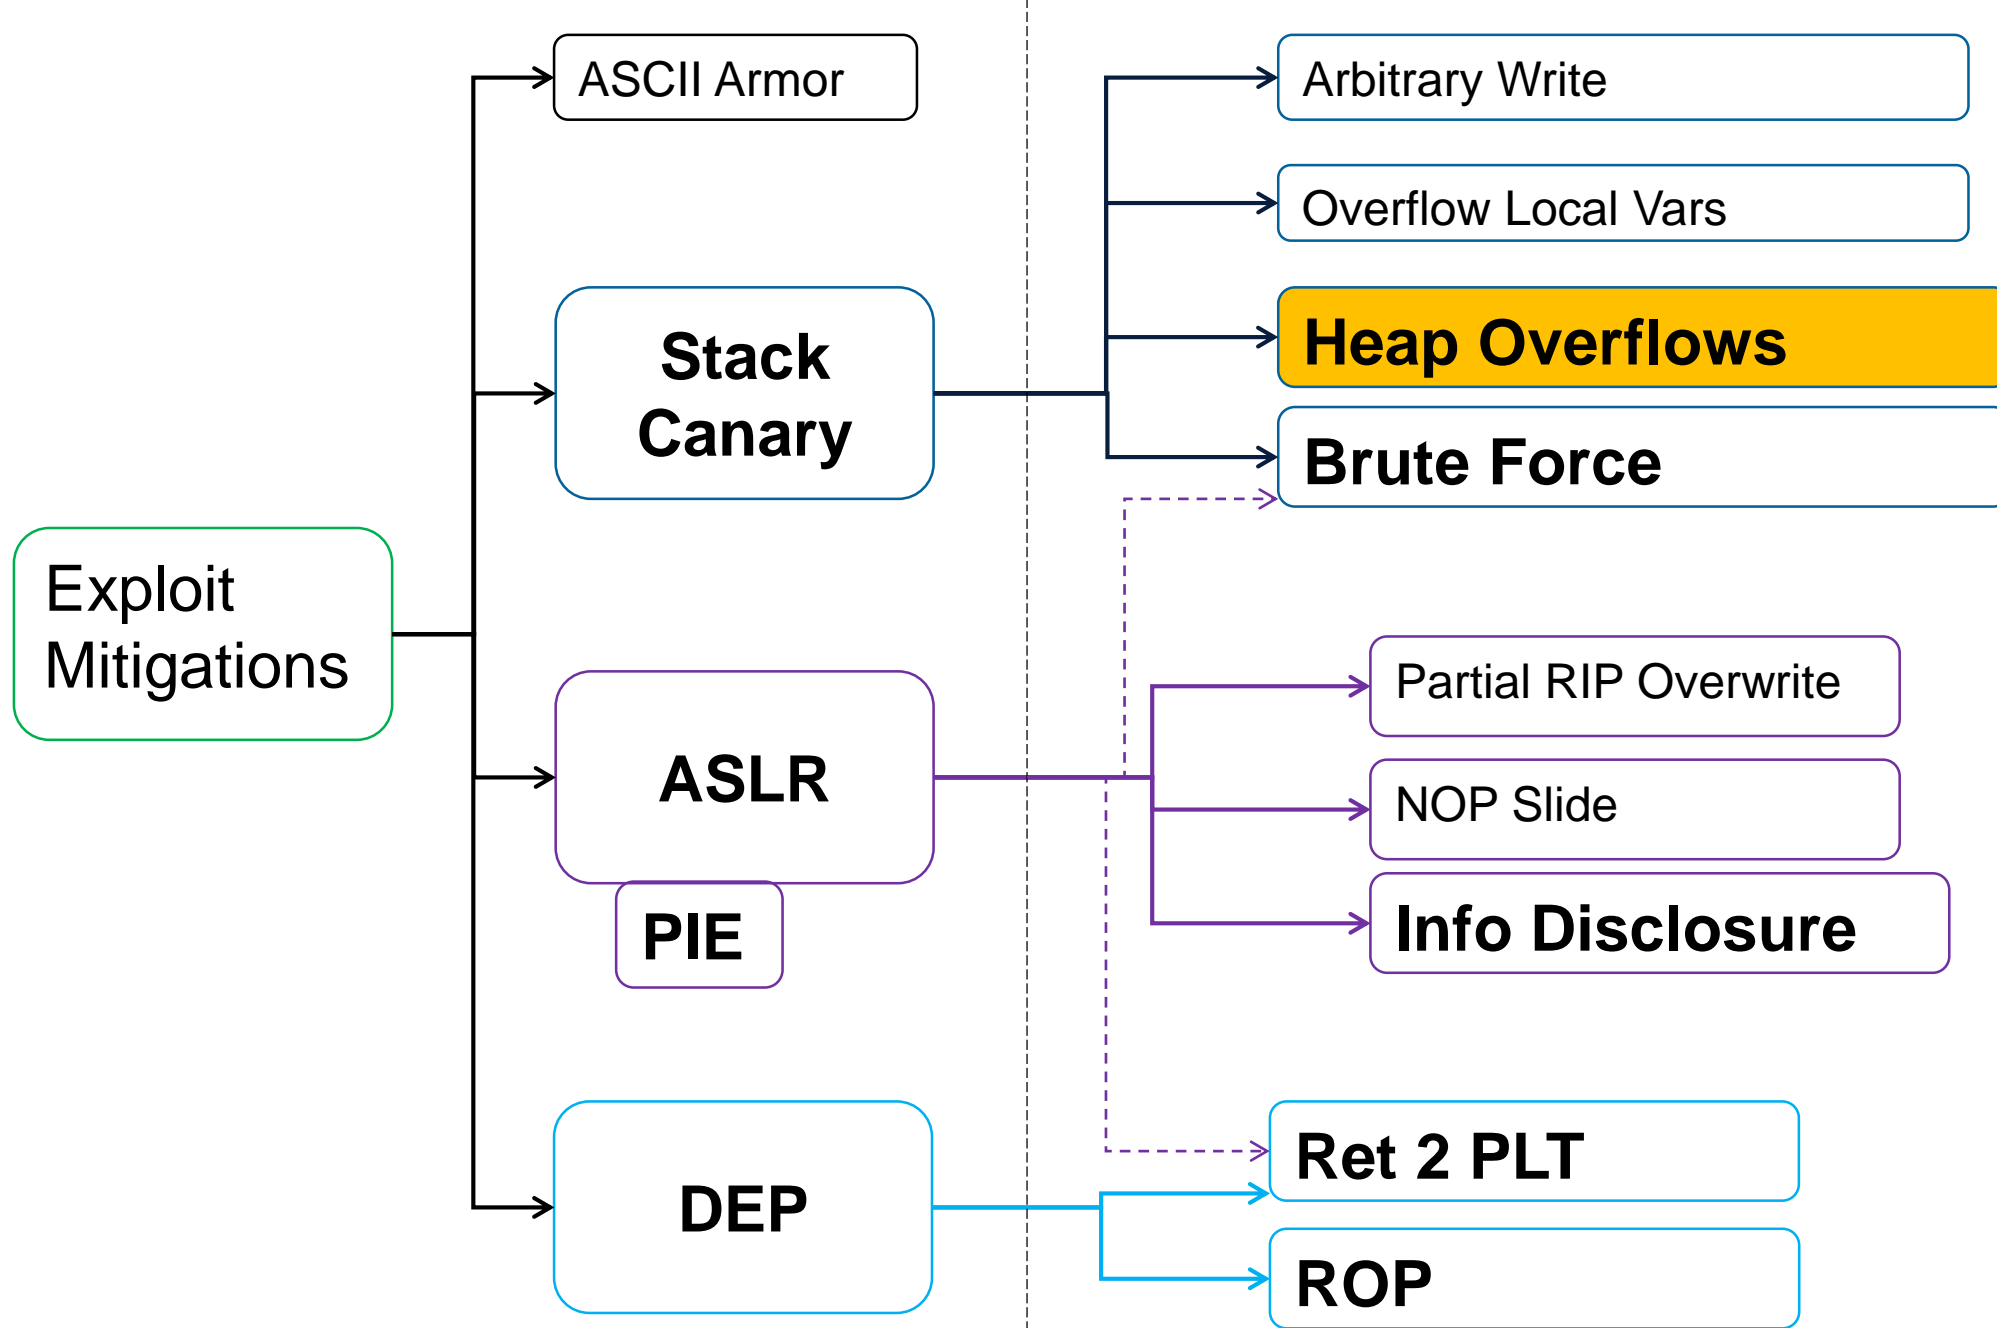 Exploit
Mitigations
ASCII Armor
Stack
Canary
ASLR
PIE
DEP
Arbitrary Write
Overflow Local Vars
Heap Overflows
Brute Force
Partial RIP Overwrite
NOP Slide
Info Disclosure
Ret 2 PLT
ROP